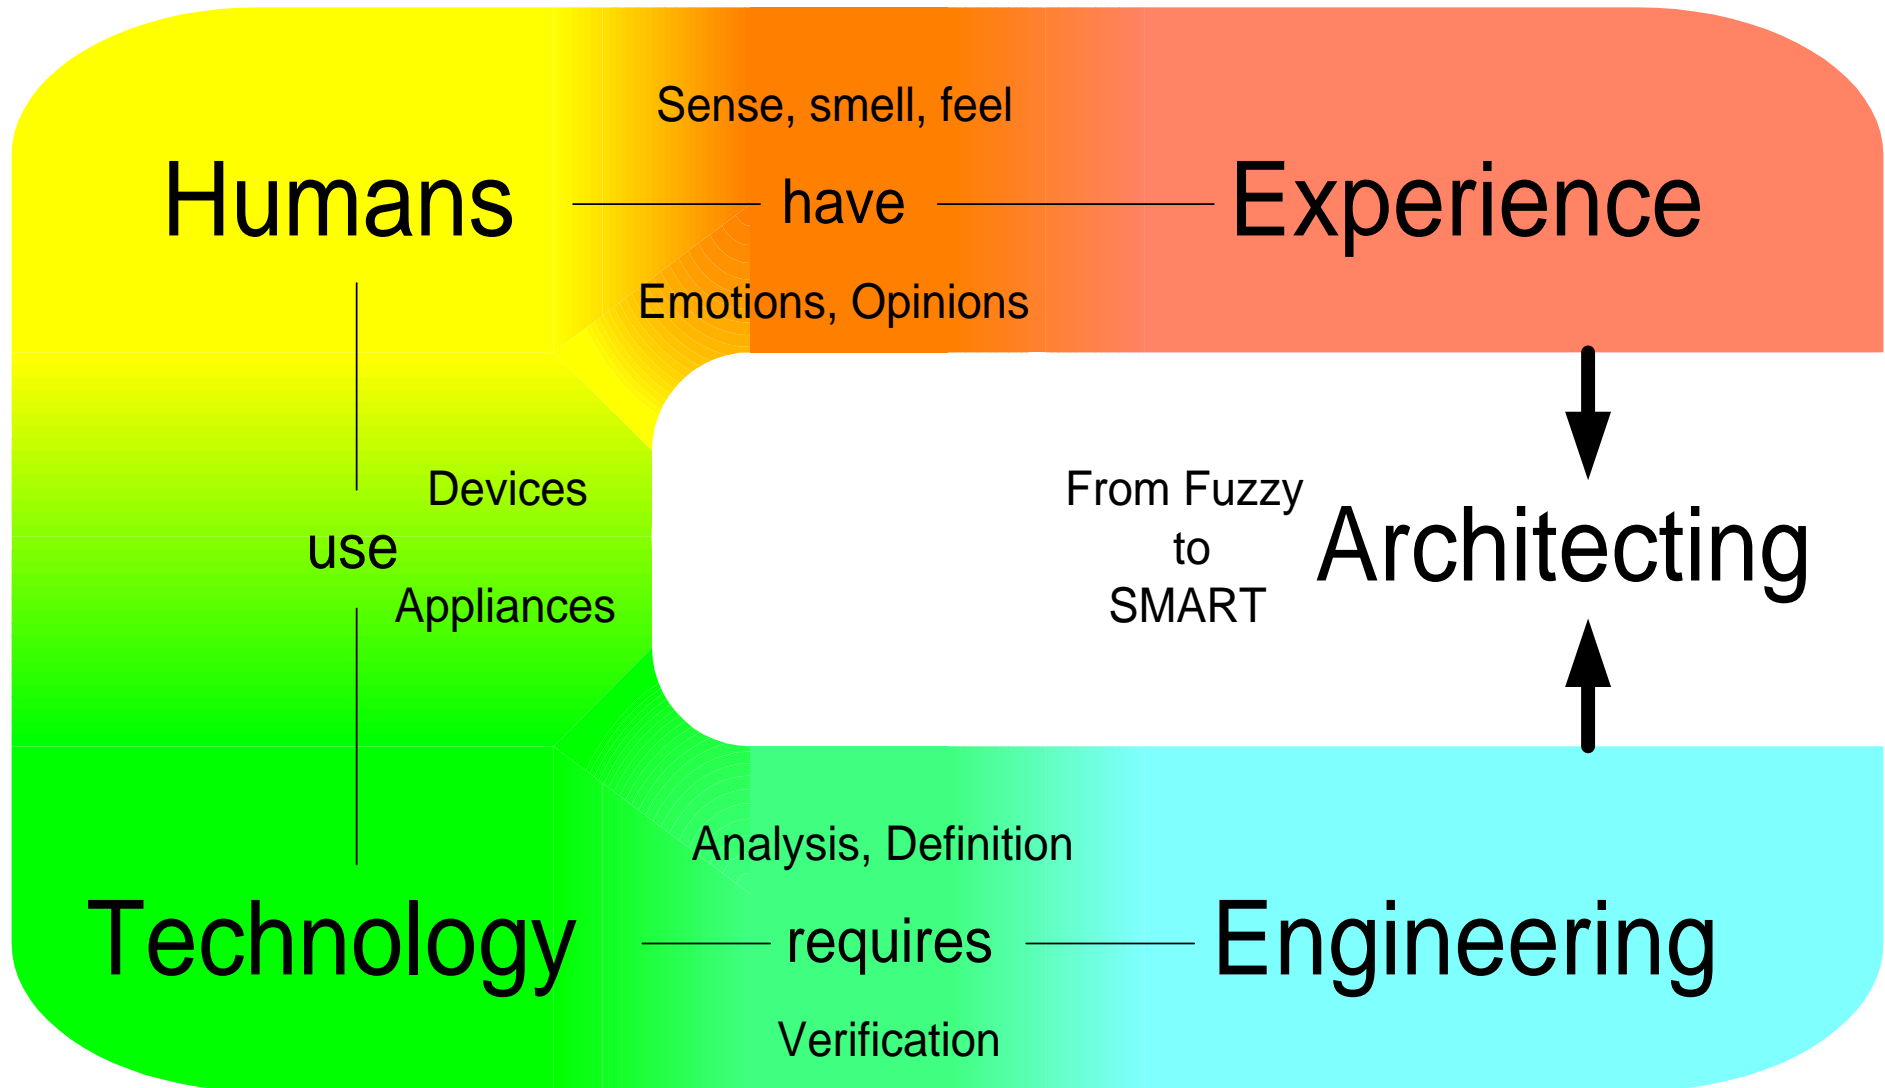 Sense, smell, feel
Humans have Experience
Emotions, Opinions
Devices
use
Appliances
From Fuzzy
to
SMART
Architecting
Analysis, Definition
Technology requires Engineering
Verification